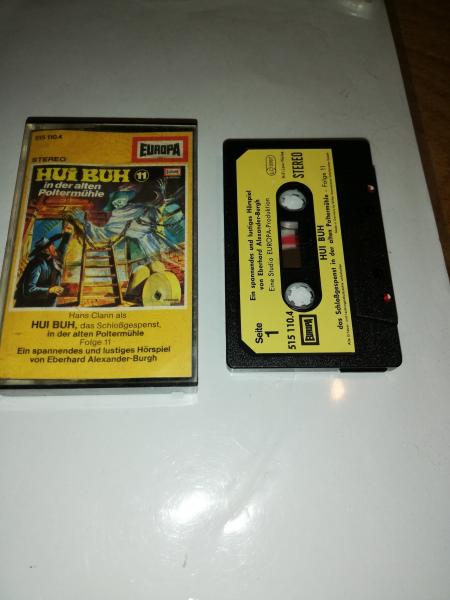 515 110.4
EUROPA
STEREO
HUI BUH 11
in der alten
Poltermühle
Hans Clarin als
HUI BUH, das Schloßgespenst,
in der alten Poltermühle
Folge 11
Ein spannendes und lustiges Hörspiel
von Eberhard Alexander-Burgh
Ein spannendes und lustiges Hörspiel
von Eberhard Alexander-Burgh
Eine Studio EUROPA-Produktion
STEREO
Seite
1
515 110.4
EUROPA
HUI BUH
das Schloßgespenst in der alten Poltermühle - Folge 11